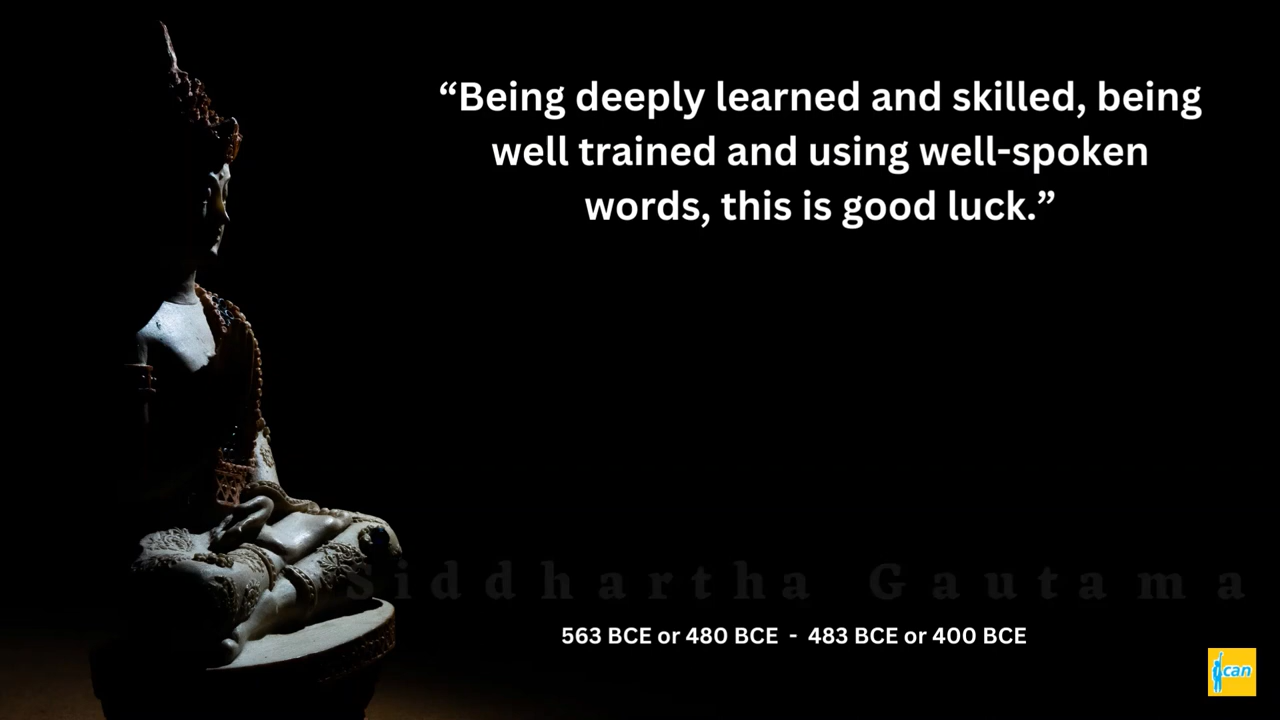 “Being deeply learned and skilled, being
well trained and using well-spoken
words, this is good luck.”
Siddhartha Gautama
563 BCE or 480 BCE - 483 BCE or 400 BCE
can